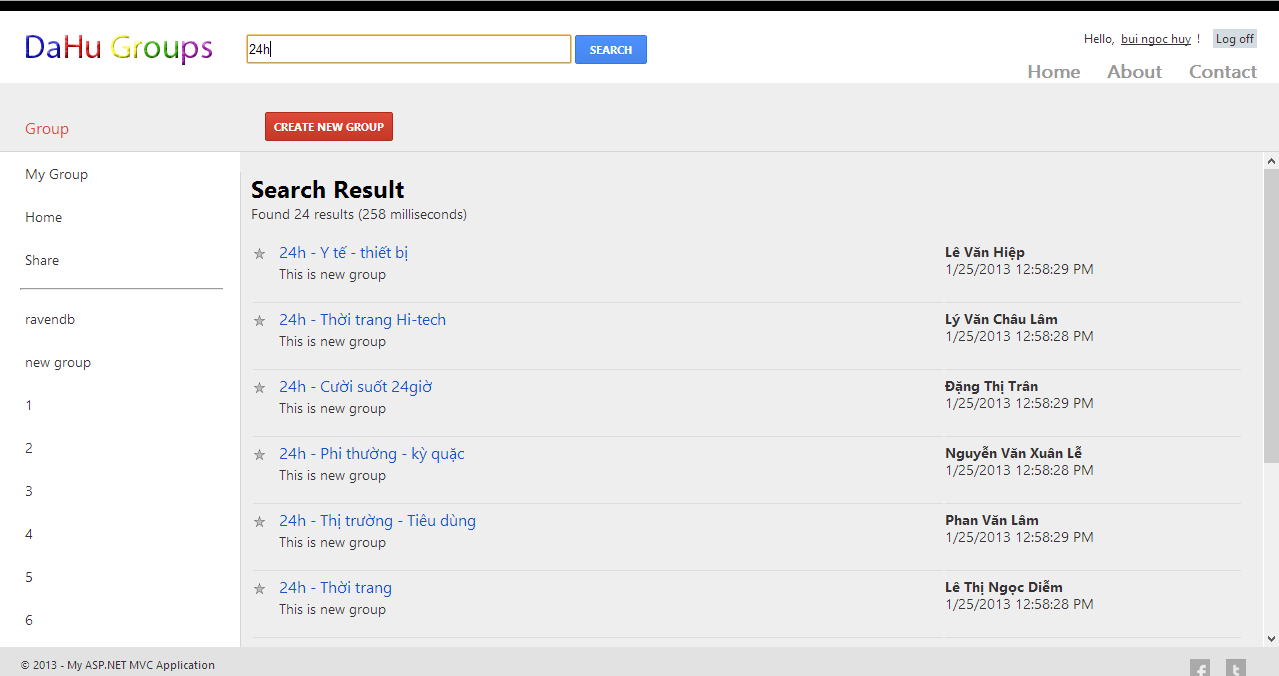 DaHu Groups
24h
SEARCH
Hello, bui ngoc huy !
Log off
Home
About
Contact
Group
CREATE NEW GROUP
My Group
Home
Share
ravendb
new group
1
2
3
4
5
6
Search Result
Found 24 results (258 milliseconds)
24h - Y tế - thiết bị
This is new group
Lê Văn Hiệp
1/25/2013 12:58:29 PM
24h - Thời trang Hi-tech
This is new group
Lý Văn Châu Lâm
1/25/2013 12:58:28 PM
24h - Cười suốt 24giờ
This is new group
Đặng Thị Trân
1/25/2013 12:58:29 PM
24h - Phi thường - kỳ quặc
This is new group
Nguyễn Văn Xuân Lễ
1/25/2013 12:58:28 PM
24h - Thị trường - Tiêu dùng
This is new group
Phan Văn Lâm
1/25/2013 12:58:29 PM
24h - Thời trang
This is new group
Lê Thị Ngọc Diễm
1/25/2013 12:58:28 PM
© 2013 - My ASP.NET MVC Application